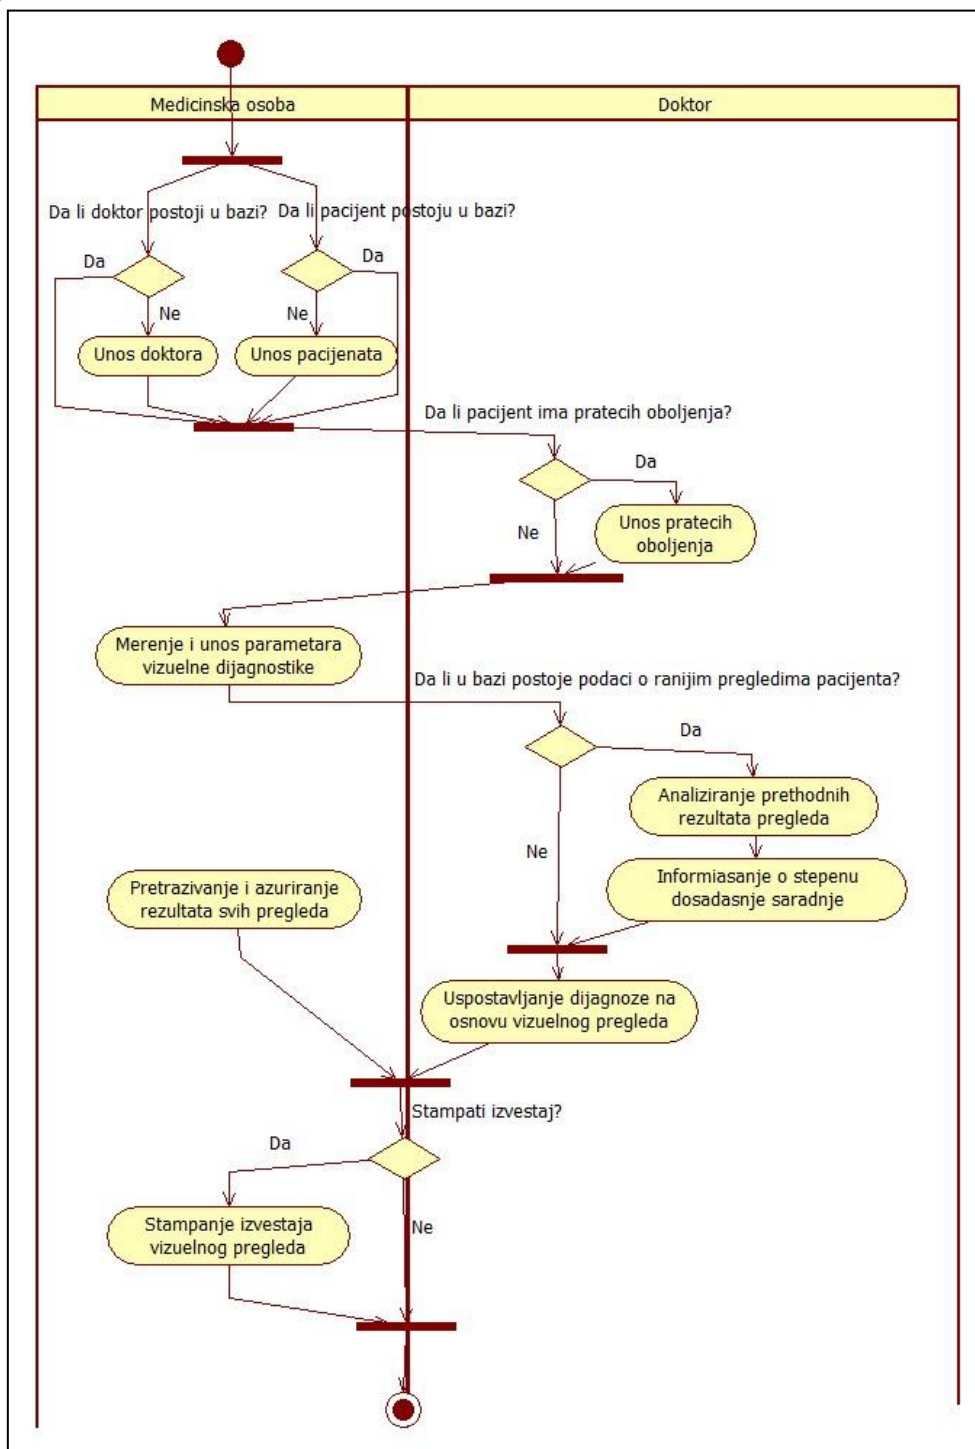 Medicinska osoba
Doktor
Da li doktor postoji u bazi?
Da li pacijent postoju u bazi?
Da
Da
Ne
Ne
Unos doktora
Unos pacijenata
Da li pacijent ima pratecih oboljenja?
Da
Ne
Unos pratecih
oboljenja
Merenje i unos parametara
vizuelne dijagnostike
Da li u bazi postoje podaci o ranijim pregledima pacijenta?
Da
Analiziranje prethodnih
rezultata pregleda
Ne
Informiasanje o stepenu
dosadasnje saradnje
Pretrazivanje i azuriranje
rezultata svih pregleda
Uspostavljanje dijagnoze na
osnovu vizuelnog pregleda
Stampati izvestaj?
Da
Ne
Stampanje izvestaja
vizuelnog pregleda